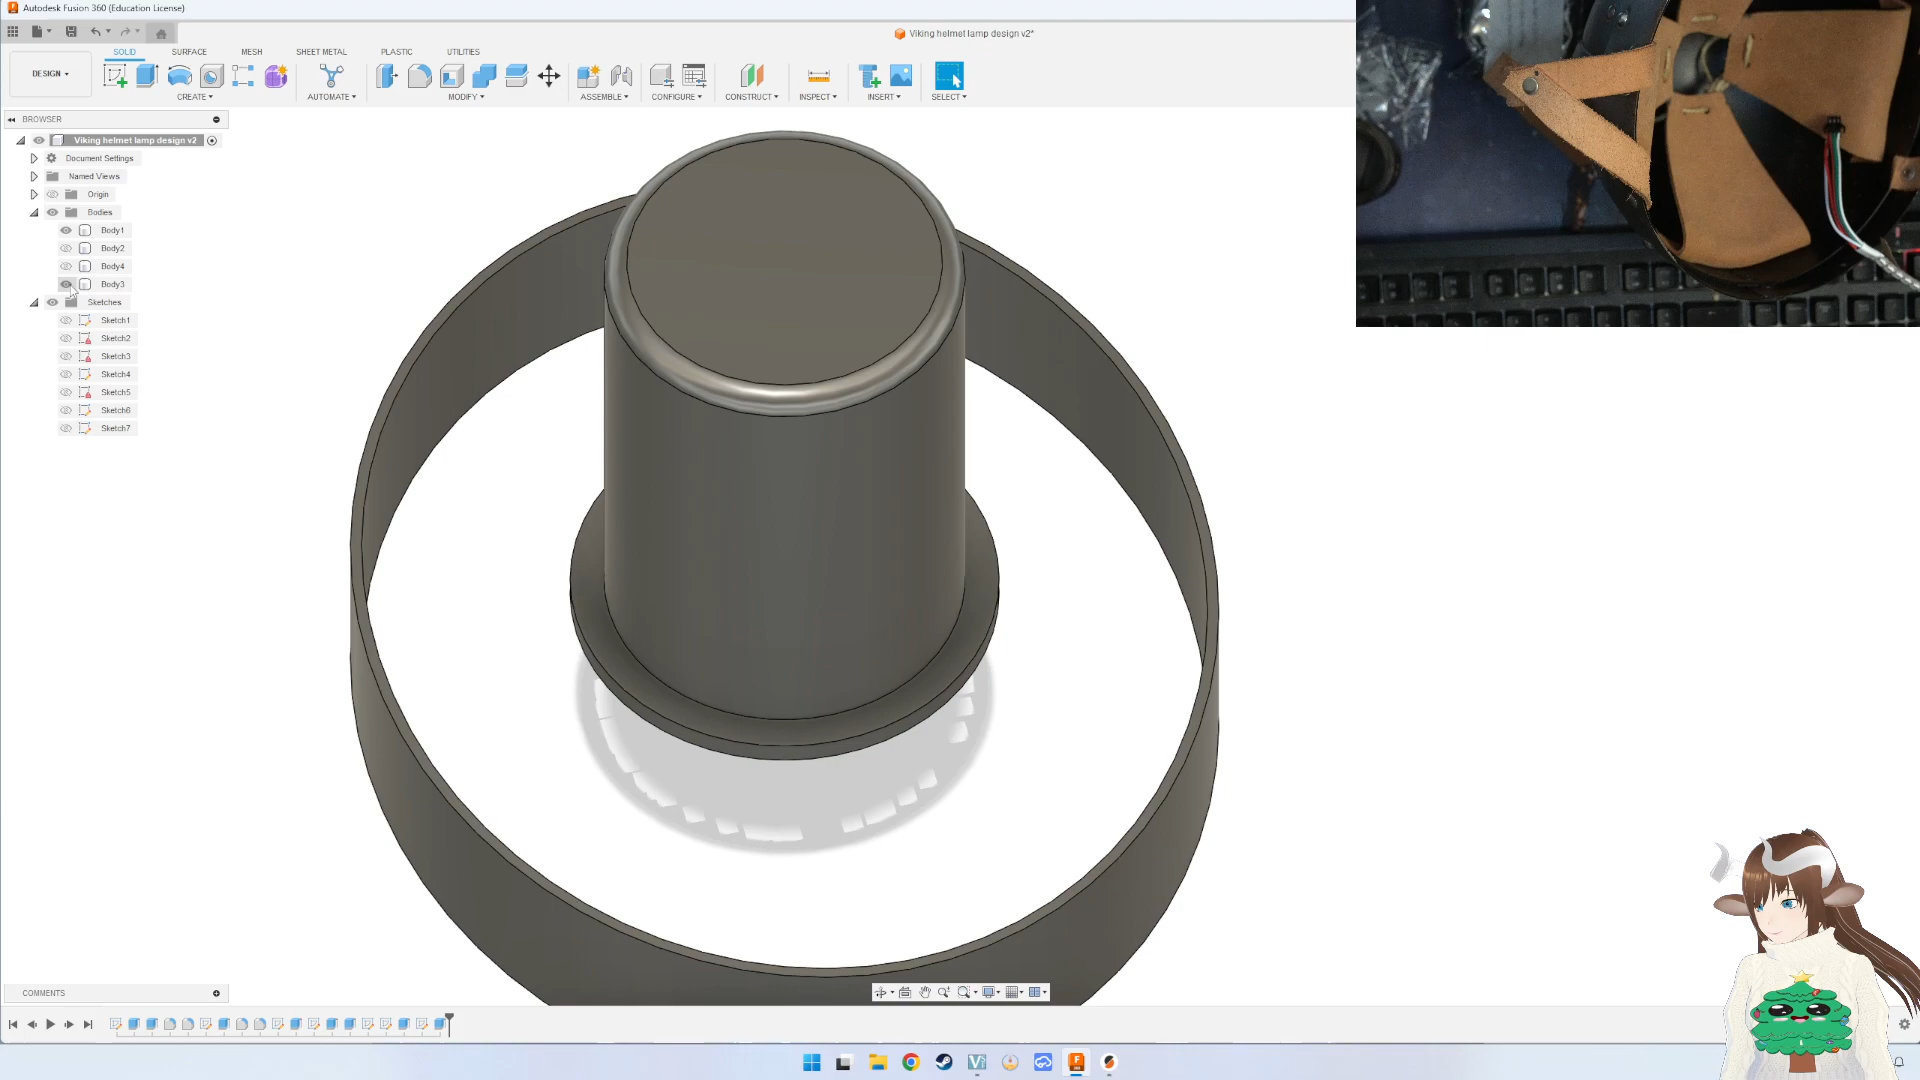 Autodesk Fusion 360 (Education License)
Viking helmet lamp design v2*
DESIGN
SOLID
SURFACE
MESH
SHEET METAL
PLASTIC
UTILITIES
CREATE
AUTOMATE
MODIFY
ASSEMBLE
CONFIGURE
CONSTRUCT
INSPECT
INSERT
SELECT
BROWSER
Viking helmet lamp design v2
Document Settings
Named Views
Origin
Bodies
Body1
Body2
Body4
Body3
Sketches
Sketch1
Sketch2
Sketch3
Sketch4
Sketch5
Sketch6
Sketch7
COMMENTS